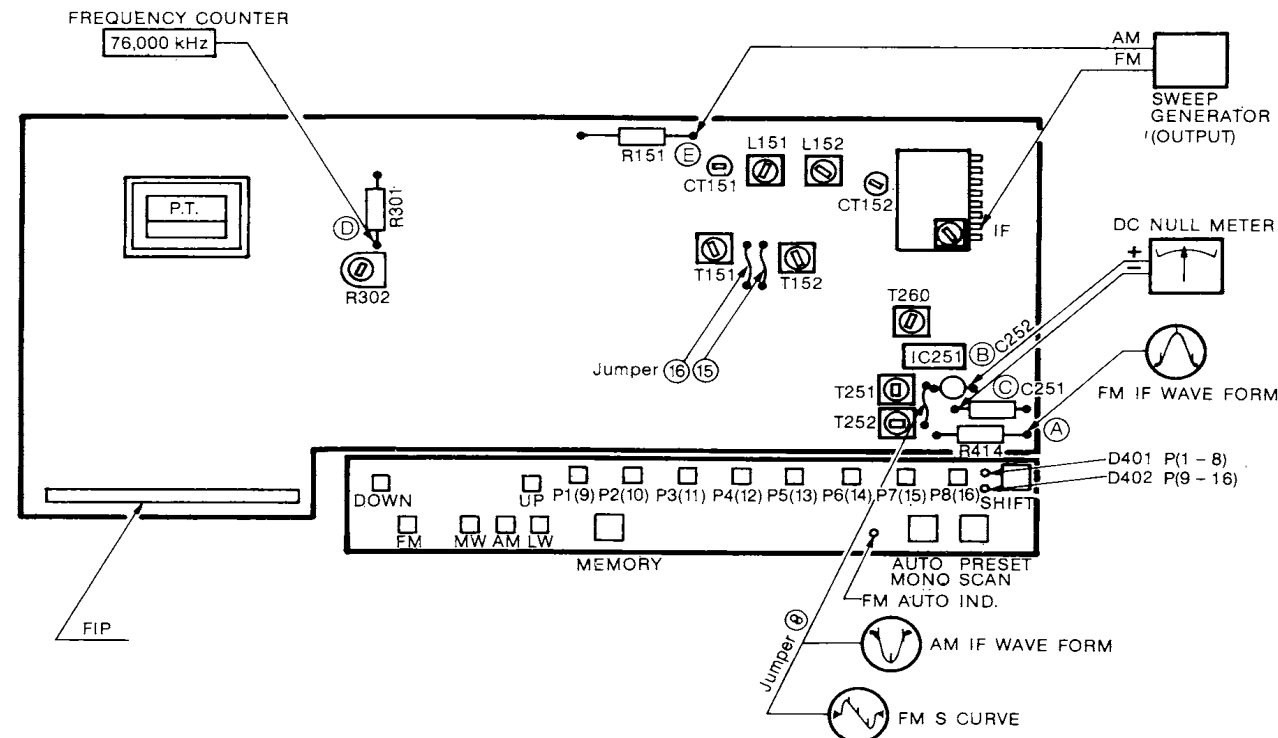 FREQUENCY COUNTER
76,000 kHz
AM
FM
SWEEP
GENERATOR
(OUTPUT)
R151
E
L151
L152
CT151
CT152
P.T.
R301
D
R302
IF
DC NULL METER
+
−
T151
T152
T260
IC251
B
C252
Jumper 16 15
T251
C
C251
FM IF WAVE FORM
T252
A
R414
D401 P(1 – 8)
D402 P(9 – 16)
DOWN
UP
P1(9)
P2(10)
P3(11)
P4(12)
P5(13)
P6(14)
P7(15)
P8(16)
SHIFT
FM
MW
AM
LW
MEMORY
AUTO
MONO
PRESET
SCAN
FM AUTO IND.
FIP
Jumper 8
AM IF WAVE FORM
FM S CURVE